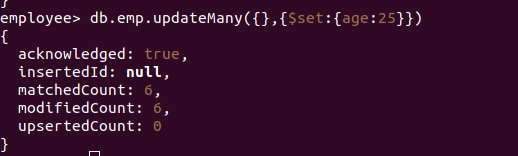 }
employee> db.emp.updateMany({},{$set:{age:25}})
{
  acknowledged: true,
  insertedId: null,
  matchedCount: 6,
  modifiedCount: 6,
  upsertedCount: 0
}